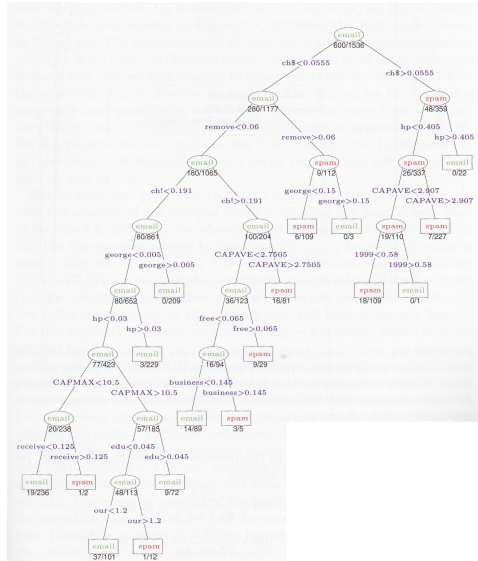 email
600/1536
ch$<0.0555
ch$>0.0555
email
280/1177
spam
48/359
remove<0.06
remove>0.06
hp<0.405
hp>0.405
email
180/1065
spam
9/112
spam
26/337
email
0/22
ch!<0.191
ch!>0.191
george<0.15
george>0.15
CAPAVE<2.907
CAPAVE>2.907
email
80/861
email
100/204
spam
6/109
email
0/3
spam
19/110
spam
7/227
george<0.005
george>0.005
CAPAVE<2.7505
CAPAVE>2.7505
1999<0.58
1999>0.58
email
80/652
email
0/209
email
36/123
spam
16/81
spam
18/109
email
0/1
hp<0.03
hp>0.03
free<0.065
free>0.065
email
77/423
email
3/229
email
16/94
spam
9/29
CAPMAX<10.5
CAPMAX>10.5
business<0.145
business>0.145
email
20/238
email
57/185
email
14/89
spam
3/5
receive<0.125
receive>0.125
edu<0.045
edu>0.045
email
19/236
spam
1/2
email
48/113
email
9/72
our<1.2
our>1.2
email
37/101
spam
1/12